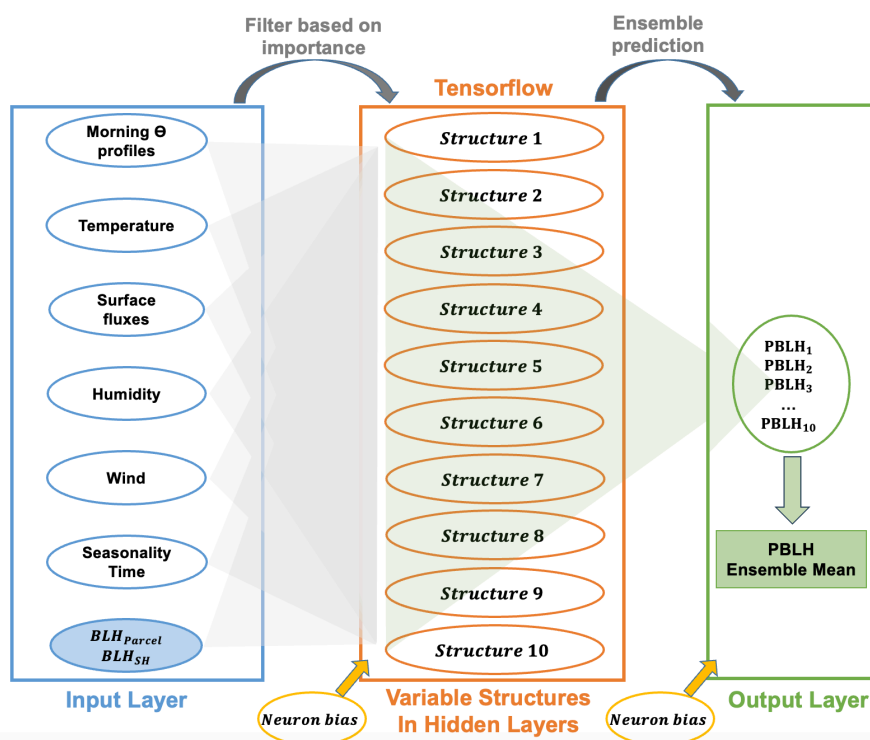 Filter based on
importance
Ensemble
prediction
Tensorflow
Morning Θ
profiles
Temperature
Surface
fluxes
Humidity
Wind
Seasonality
Time
BLH_Parcel
BLH_SH
Input Layer
Structure 1
Structure 2
Structure 3
Structure 4
Structure 5
Structure 6
Structure 7
Structure 8
Structure 9
Structure 10
Neuron bias
Variable Structures
In Hidden Layers
PBLH₁
PBLH₂
PBLH₃
...
PBLH₁₀
PBLH
Ensemble Mean
Neuron bias
Output Layer